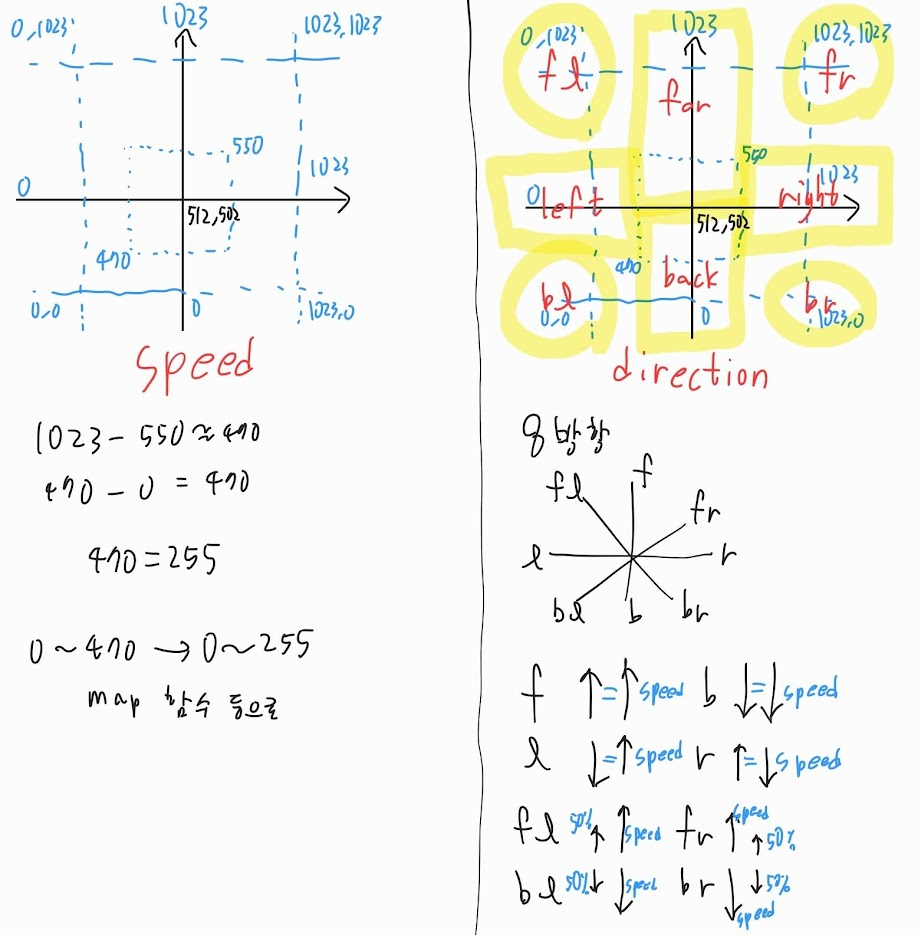 1023
0,1023
1023,1023
550
0
1023
512,502
470
0,0
0
1023,0
speed
1023 - 550 ≈ 470
470 - 0 = 470
470 = 255
0 ~ 470 → 0 ~ 255
map 함수 등으로
1023
0,1023
1023,1023
fl
far
fr
550
0
left
1023
right
512,502
470
back
bl
0,0
0
br
1023,0
direction
8방향
f
fl
fr
l
r
bl
b
br
f ↑=↑ speed b ↓=↓ speed
l ↓=↑ speed r ↑=↓ speed
fl 50%↑ ↑speed fr ↑speed ↑50%
bl 50%↓ ↓speed br ↓speed ↓50%